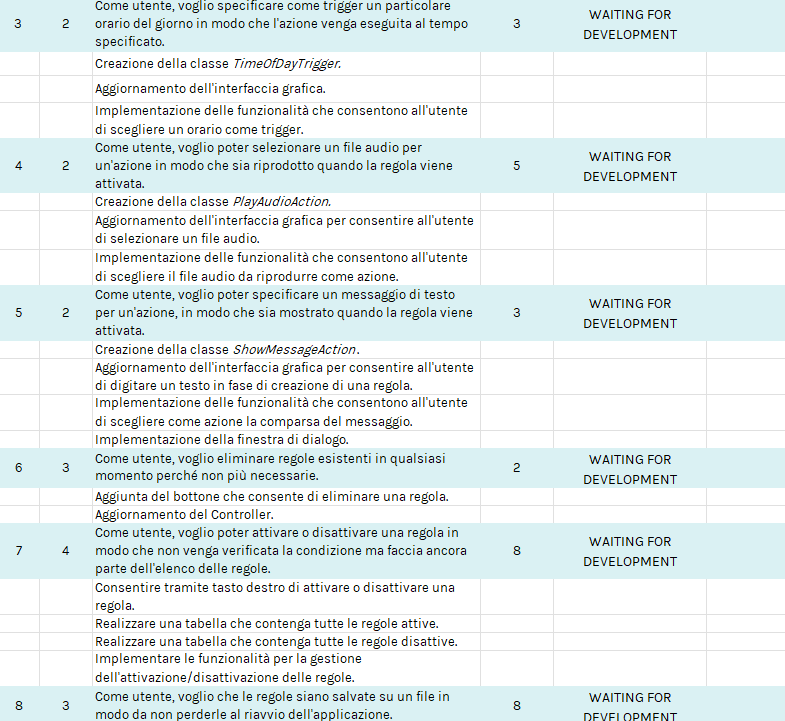 Come utente, voglio specificare come trigger un particolare
3 2 orario del giorno in modo che l'azione venga eseguita al tempo 3 WAITING FOR
specificato. DEVELOPMENT
Creazione della classe TimeOfDayTrigger.
Aggiornamento dell'interfaccia grafica.
Implementazione delle funzionalità che consentono all'utente
di scegliere un orario come trigger.
Come utente, voglio poter selezionare un file audio per
4 2 un'azione in modo che sia riprodotto quando la regola viene 5 WAITING FOR
attivata. DEVELOPMENT
Creazione della classe PlayAudioAction.
Aggiornamento dell'interfaccia grafica per consentire all'utente
di selezionare un file audio.
Implementazione delle funzionalità che consentono all'utente
di scegliere il file audio da riprodurre come azione.
Come utente, voglio poter specificare un messaggio di testo
5 2 per un'azione, in modo che sia mostrato quando la regola viene 3 WAITING FOR
attivata. DEVELOPMENT
Creazione della classe ShowMessageAction.
Aggiornamento dell'interfaccia grafica per consentire all'utente
di digitare un testo in fase di creazione di una regola.
Implementazione delle funzionalità che consentono all'utente
di scegliere come azione la comparsa del messaggio.
Implementazione della finestra di dialogo.
6 3 Come utente, voglio eliminare regole esistenti in qualsiasi 2 WAITING FOR
momento perché non più necessarie. DEVELOPMENT
Aggiunta del bottone che consente di eliminare una regola.
Aggiornamento del Controller.
Come utente, voglio poter attivare o disattivare una regola in
7 4 modo che non venga verificata la condizione ma faccia ancora 8 WAITING FOR
parte dell'elenco delle regole. DEVELOPMENT
Consentire tramite tasto destro di attivare o disattivare una
regola.
Realizzare una tabella che contenga tutte le regole attive.
Realizzare una tabella che contenga tutte le regole disattive.
Implementare le funzionalità per la gestione
dell'attivazione/disattivazione delle regole.
8 3 Come utente, voglio che le regole siano salvate su un file in 8 WAITING FOR
modo da non perderle al riavvio dell'applicazione. DEVELOPMENT